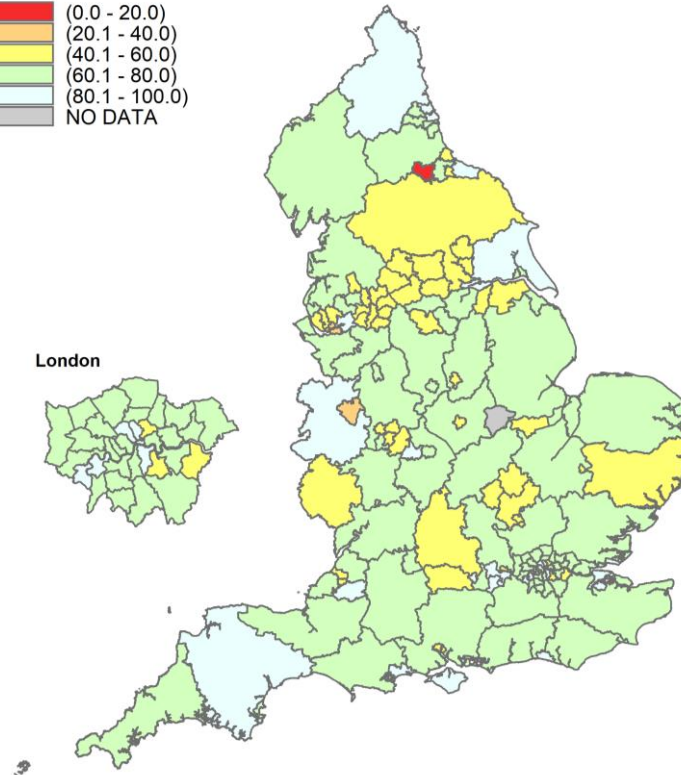 (0.0 - 20.0)
(20.1 - 40.0)
(40.1 - 60.0)
(60.1 - 80.0)
(80.1 - 100.0)
NO DATA
London